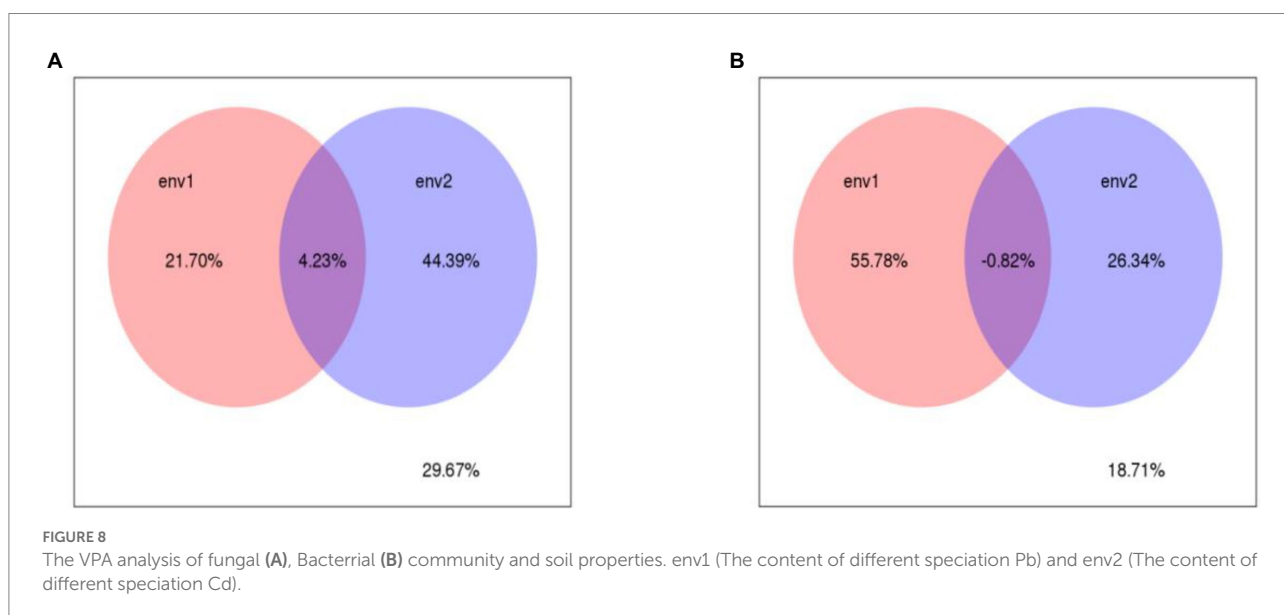 A
B
env1
env2
env1
env2
21.70%
4.23%
44.39%
55.78%
-0.82%
26.34%
29.67%
18.71%
FIGURE 8
The VPA analysis of fungal (A), Bacterrial (B) community and soil properties. env1 (The content of different speciation Pb) and env2 (The content of
different speciation Cd).